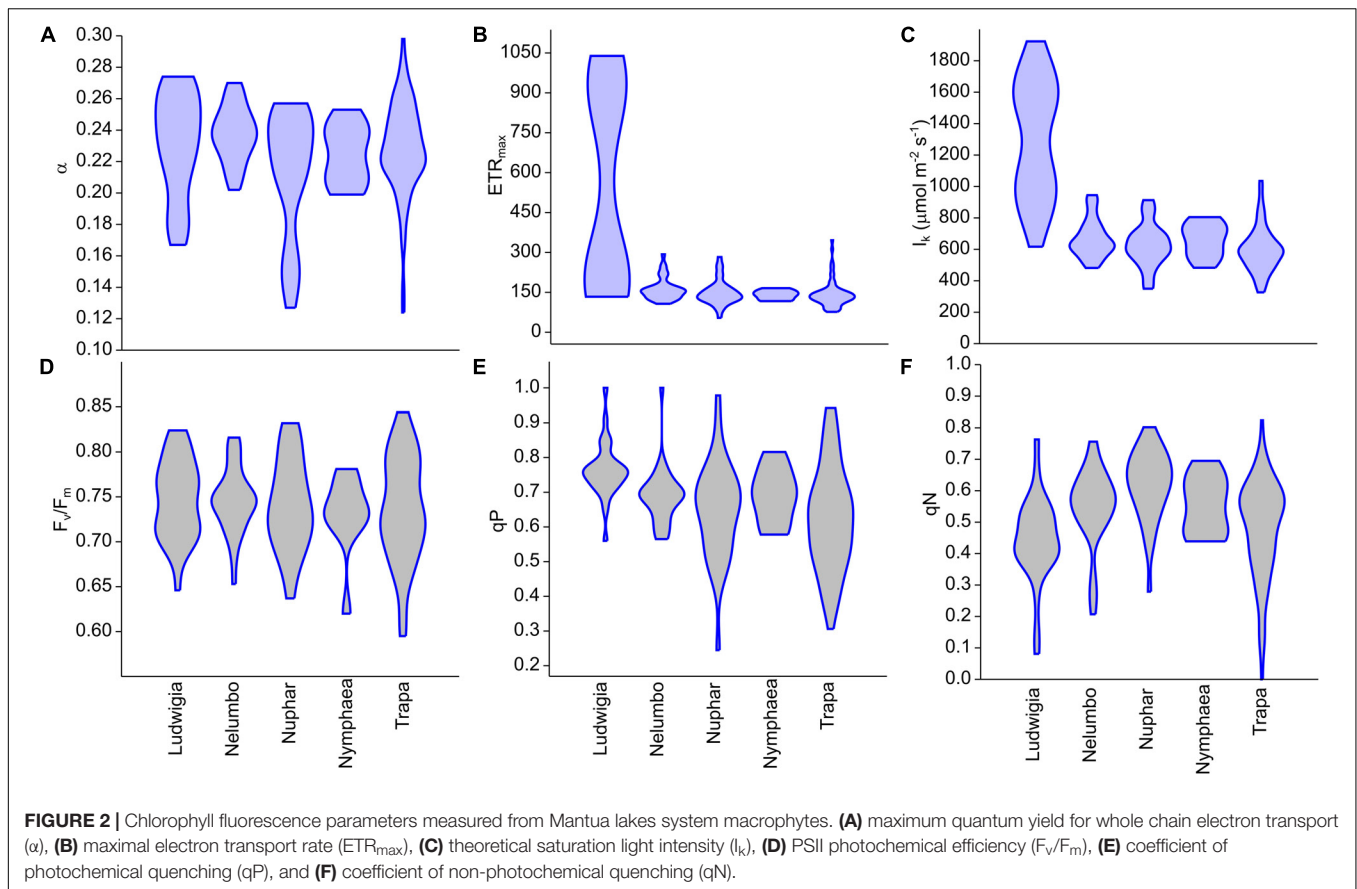 A
0.30
0.28
0.26
0.24
0.22
0.20
0.18
0.16
0.14
0.12
0.10
α
B
1050
900
750
600
450
300
150
0
ETRmax
C
1800
1600
1400
1200
1000
800
600
400
200
0
Ik (μmol m-2 s-1)
D
0.85
0.80
0.75
0.70
0.65
0.60
Fv/Fm
Ludwigia
Nelumbo
Nuphar
Nymphaea
Trapa
E
1.0
0.9
0.8
0.7
0.6
0.5
0.4
0.3
0.2
qP
Ludwigia
Nelumbo
Nuphar
Nymphaea
Trapa
F
1.0
0.9
0.8
0.7
0.6
0.5
0.4
0.3
0.2
0.1
0.0
qN
Ludwigia
Nelumbo
Nuphar
Nymphaea
Trapa
FIGURE 2 | Chlorophyll fluorescence parameters measured from Mantua lakes system macrophytes. (A) maximum quantum yield for whole chain electron transport
(α), (B) maximal electron transport rate (ETRmax), (C) theoretical saturation light intensity (Ik), (D) PSII photochemical efficiency (Fv/Fm), (E) coefficient of
photochemical quenching (qP), and (F) coefficient of non-photochemical quenching (qN).